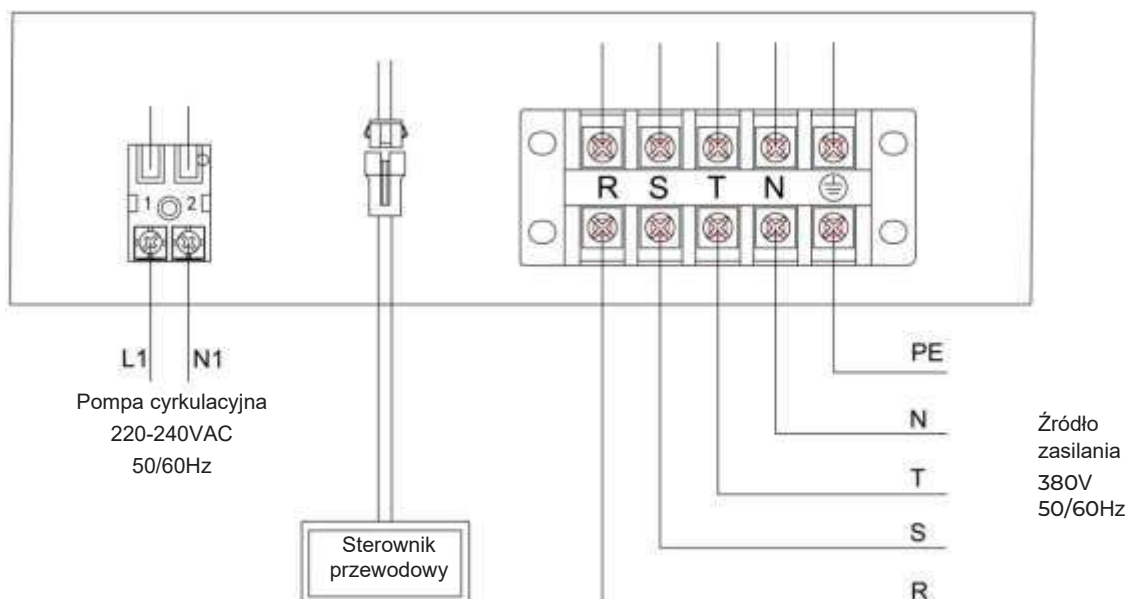 R S T N
1 2
L1 N1
Pompa cyrkulacyjna
220-240VAC
50/60Hz
Sterownik
przewodowy
PE
N
T
S
R
Źródło
zasilania
380V
50/60Hz